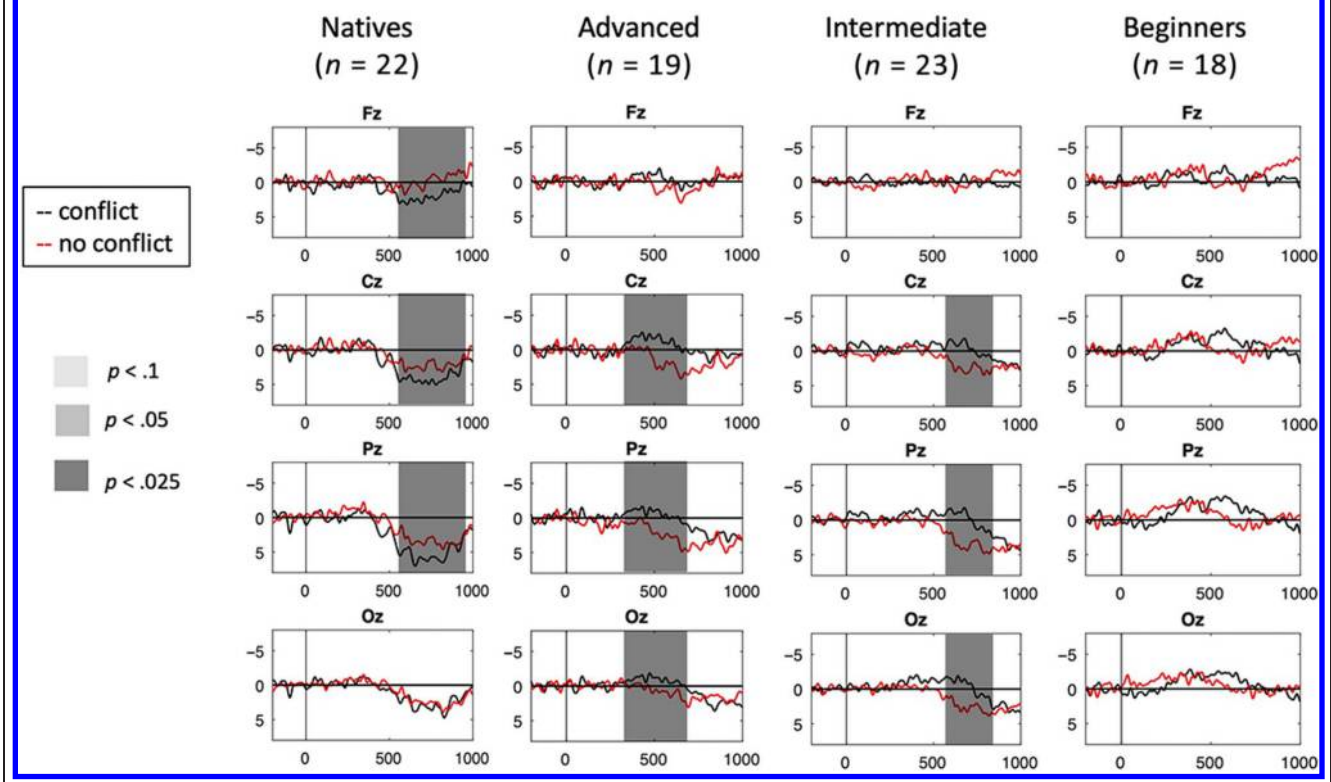 Natives
(n = 22)
Advanced
(n = 19)
Intermediate
(n = 23)
Beginners
(n = 18)
-- conflict
-- no conflict
p < .1
p < .05
p < .025
Fz Fz Fz Fz
-5 -5 -5 -5
0 0 0 0
5 5 5 5
0 500 1000 0 500 1000 0 500 1000 0 500 1000
Cz Cz Cz Cz
-5 -5 -5 -5
0 0 0 0
5 5 5 5
0 500 1000 0 500 1000 0 500 1000 0 500 1000
Pz Pz Pz Pz
-5 -5 -5 -5
0 0 0 0
5 5 5 5
0 500 1000 0 500 1000 0 500 1000 0 500 1000
Oz Oz Oz Oz
-5 -5 -5 -5
0 0 0 0
5 5 5 5
0 500 1000 0 500 1000 0 500 1000 0 500 1000